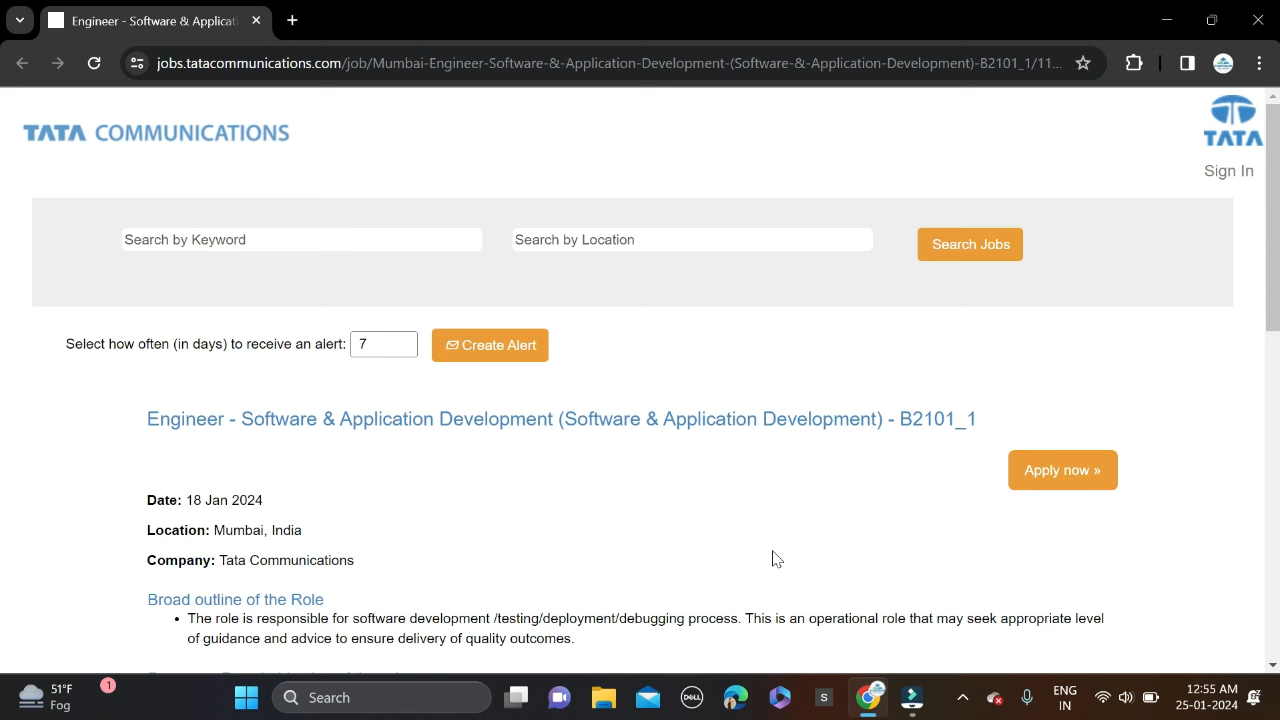 Engineer - Software & Applicati
jobs.tatacommunications.com/job/Mumbai-Engineer-Software-&-Application-Development-(Software-&-Application-Development)-B2101_1/11...
TATA COMMUNICATIONS
TATA
Sign In
Search by Keyword
Search by Location
Search Jobs
Select how often (in days) to receive an alert: 7
Create Alert
Engineer - Software & Application Development (Software & Application Development) - B2101_1
Apply now »
Date: 18 Jan 2024
Location: Mumbai, India
Company: Tata Communications
Broad outline of the Role
• The role is responsible for software development /testing/deployment/debugging process. This is an operational role that may seek appropriate level
of guidance and advice to ensure delivery of quality outcomes.
51°F
Fog
1
Search
DELL
S
ENG
IN
12:55 AM
25-01-2024